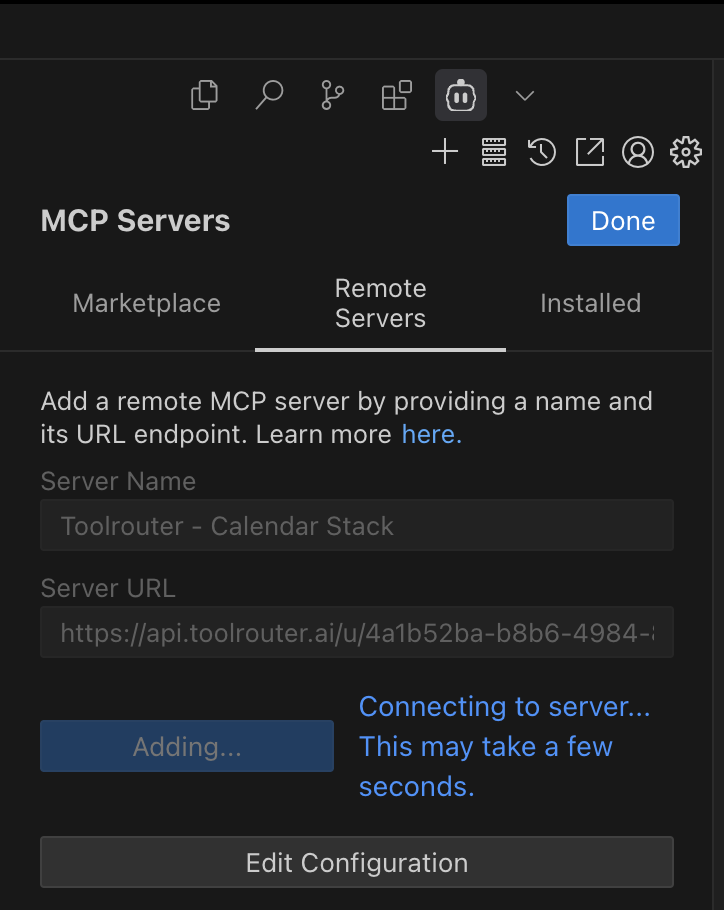 MCP Servers
Done
Marketplace
Remote
Servers
Installed
Add a remote MCP server by providing a name and
its URL endpoint. Learn more here.
Server Name
Toolrouter - Calendar Stack
Server URL
https://api.toolrouter.ai/u/4a1b52ba-b8b6-4984-
Adding...
Connecting to server...
This may take a few
seconds.
Edit Configuration